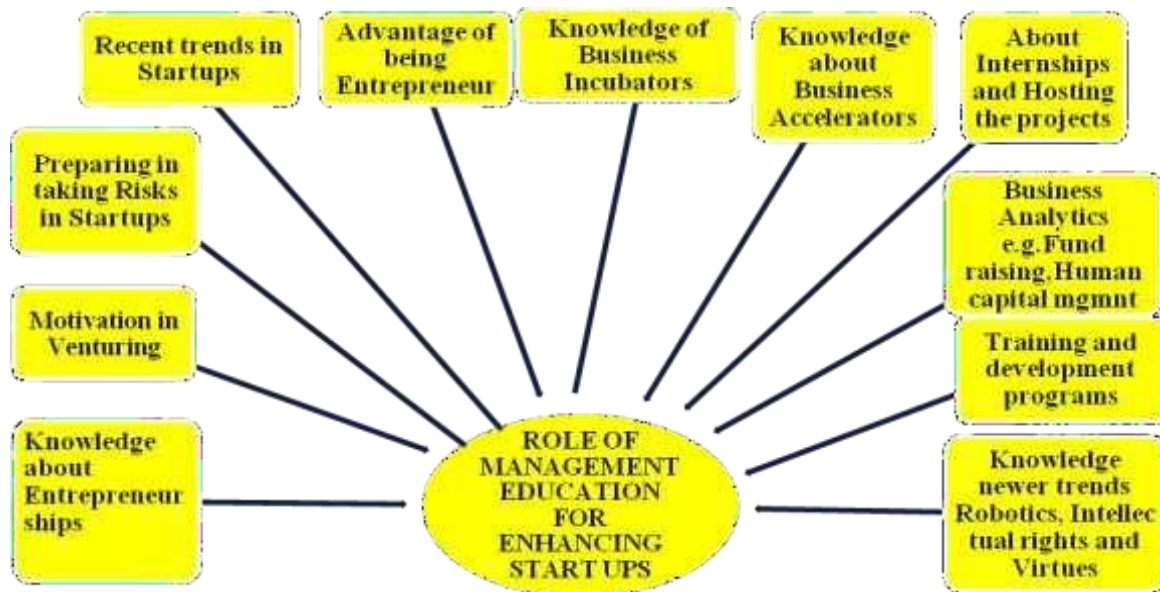 Recent trends in
Startups
Advantage of
being
Entrepreneur
Knowledge of
Business
Incubators
Knowledge
about
Business
Accelerators
About
Internships
and Hosting
the projects
Preparing in
taking Risks
in Startups
Business
Analytics
e.g.Fund
raising,Human
capital mgmnt
Motivation in
Venturing
Training and
development
programs
Knowledge
about
Entrepreneur
ships
ROLE OF
MANAGEMENT
EDUCATION
FOR
ENHANCING
START UPS
Knowledge
newer trends
Robotics, Intellec
tual rights and
Virtues